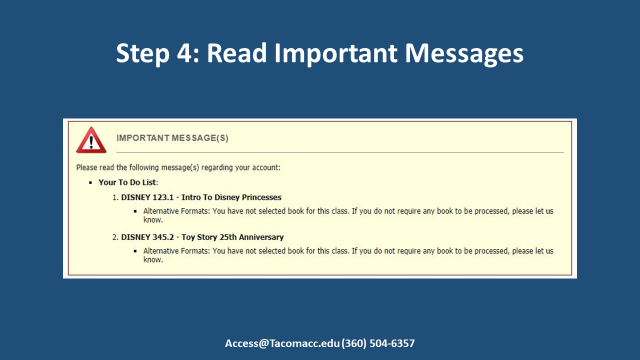 Step 4: Read Important Messages
IMPORTANT MESSAGE(S)
Please read the following message(s) regarding your account:
• Your To Do List:
1. DISNEY 123.1 - Intro To Disney Princesses
▪ Alternative Formats: You have not selected book for this class. If you do not require any book to be processed, please let us
know.
2. DISNEY 345.2 - Toy Story 25th Anniversary
▪ Alternative Formats: You have not selected book for this class. If you do not require any book to be processed, please let us
know.
Access@Tacomacc.edu (360) 504-6357